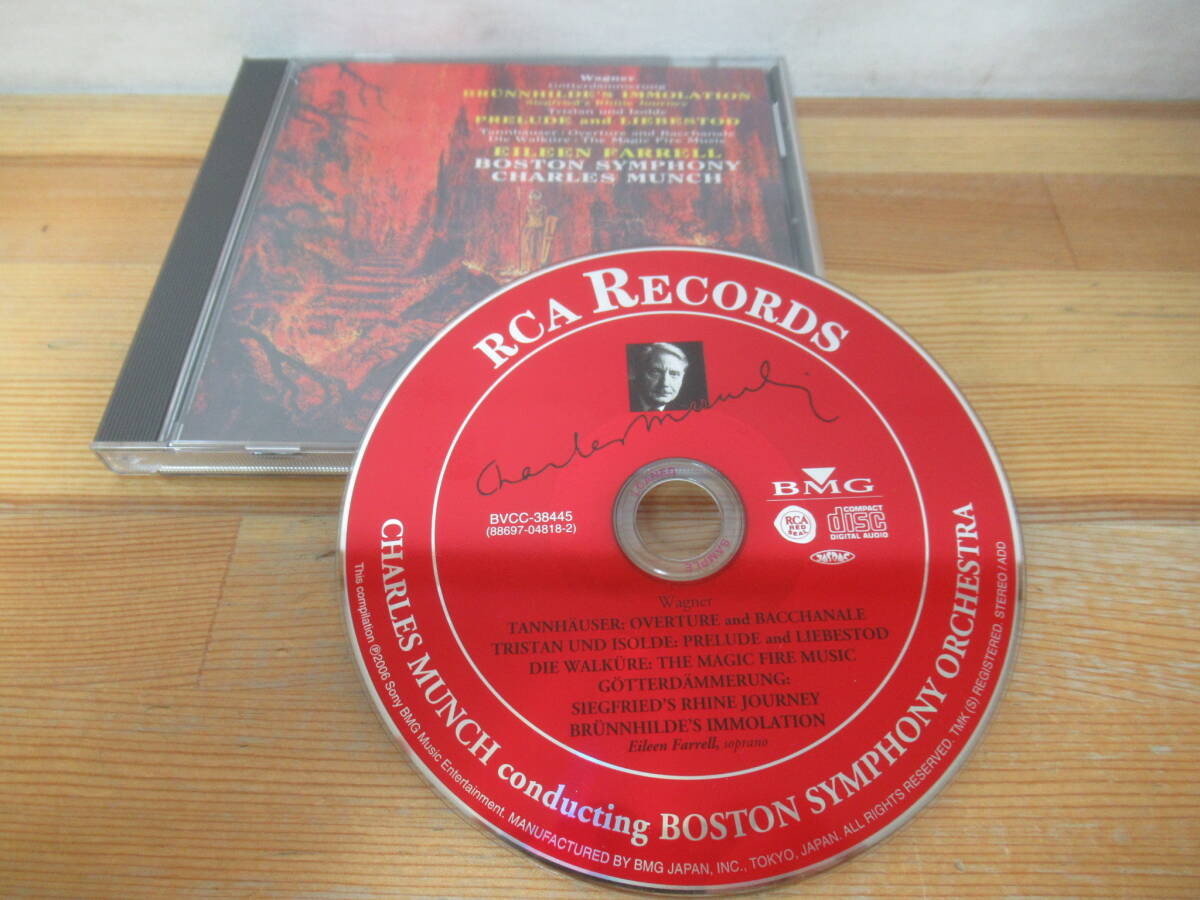 Wagner
Götterdämmerung
BRÜNNHILDE'S IMMOLATION
Siegfried's Rhine Journey
Tristan und Isolde
PRELUDE and LIEBESTOD
Tannhäuser: Overture and Bacchanale
Die Walküre: The Magic Fire Music
EILEEN FARRELL
BOSTON SYMPHONY
CHARLES MUNCH
RCA RECORDS
Charles Munch
BVCC-38445
(88697-04818-2)
BMG
RCA
RED
SEAL
COMPACT
disc
DIGITAL AUDIO
JASRAC
SAMPLE
Wagner
TANNHÄUSER: OVERTURE and BACCHANALE
TRISTAN UND ISOLDE: PRELUDE and LIEBESTOD
DIE WALKÜRE: THE MAGIC FIRE MUSIC
GÖTTERDÄMMERUNG:
SIEGFRIED'S RHINE JOURNEY
BRÜNNHILDE'S IMMOLATION
Eileen Farrell, soprano
CHARLES MUNCH conducting BOSTON SYMPHONY ORCHESTRA
This compilation ℗2006 Sony BMG Music Entertainment. MANUFACTURED BY BMG JAPAN, INC., TOKYO, JAPAN. ALL RIGHTS RESERVED. TMK (S) REGISTERED. STEREO / ADD